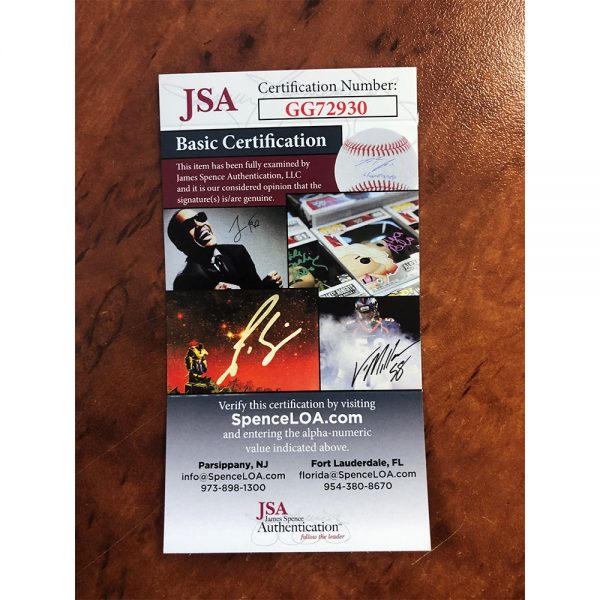 JSA
Certification Number:
GG72930
Basic Certification
This item has been fully examined by
James Spence Authentication, LLC
and it is our considered opinion that the
signature(s) is/are genuine.
Verify this certification by visiting
SpenceLOA.com
and entering the alpha-numeric
value indicated above.
Parsippany, NJ
info@SpenceLOA.com
973-898-1300
Fort Lauderdale, FL
florida@SpenceLOA.com
954-380-8670
JSA
James Spence
Authentication
follow the leader